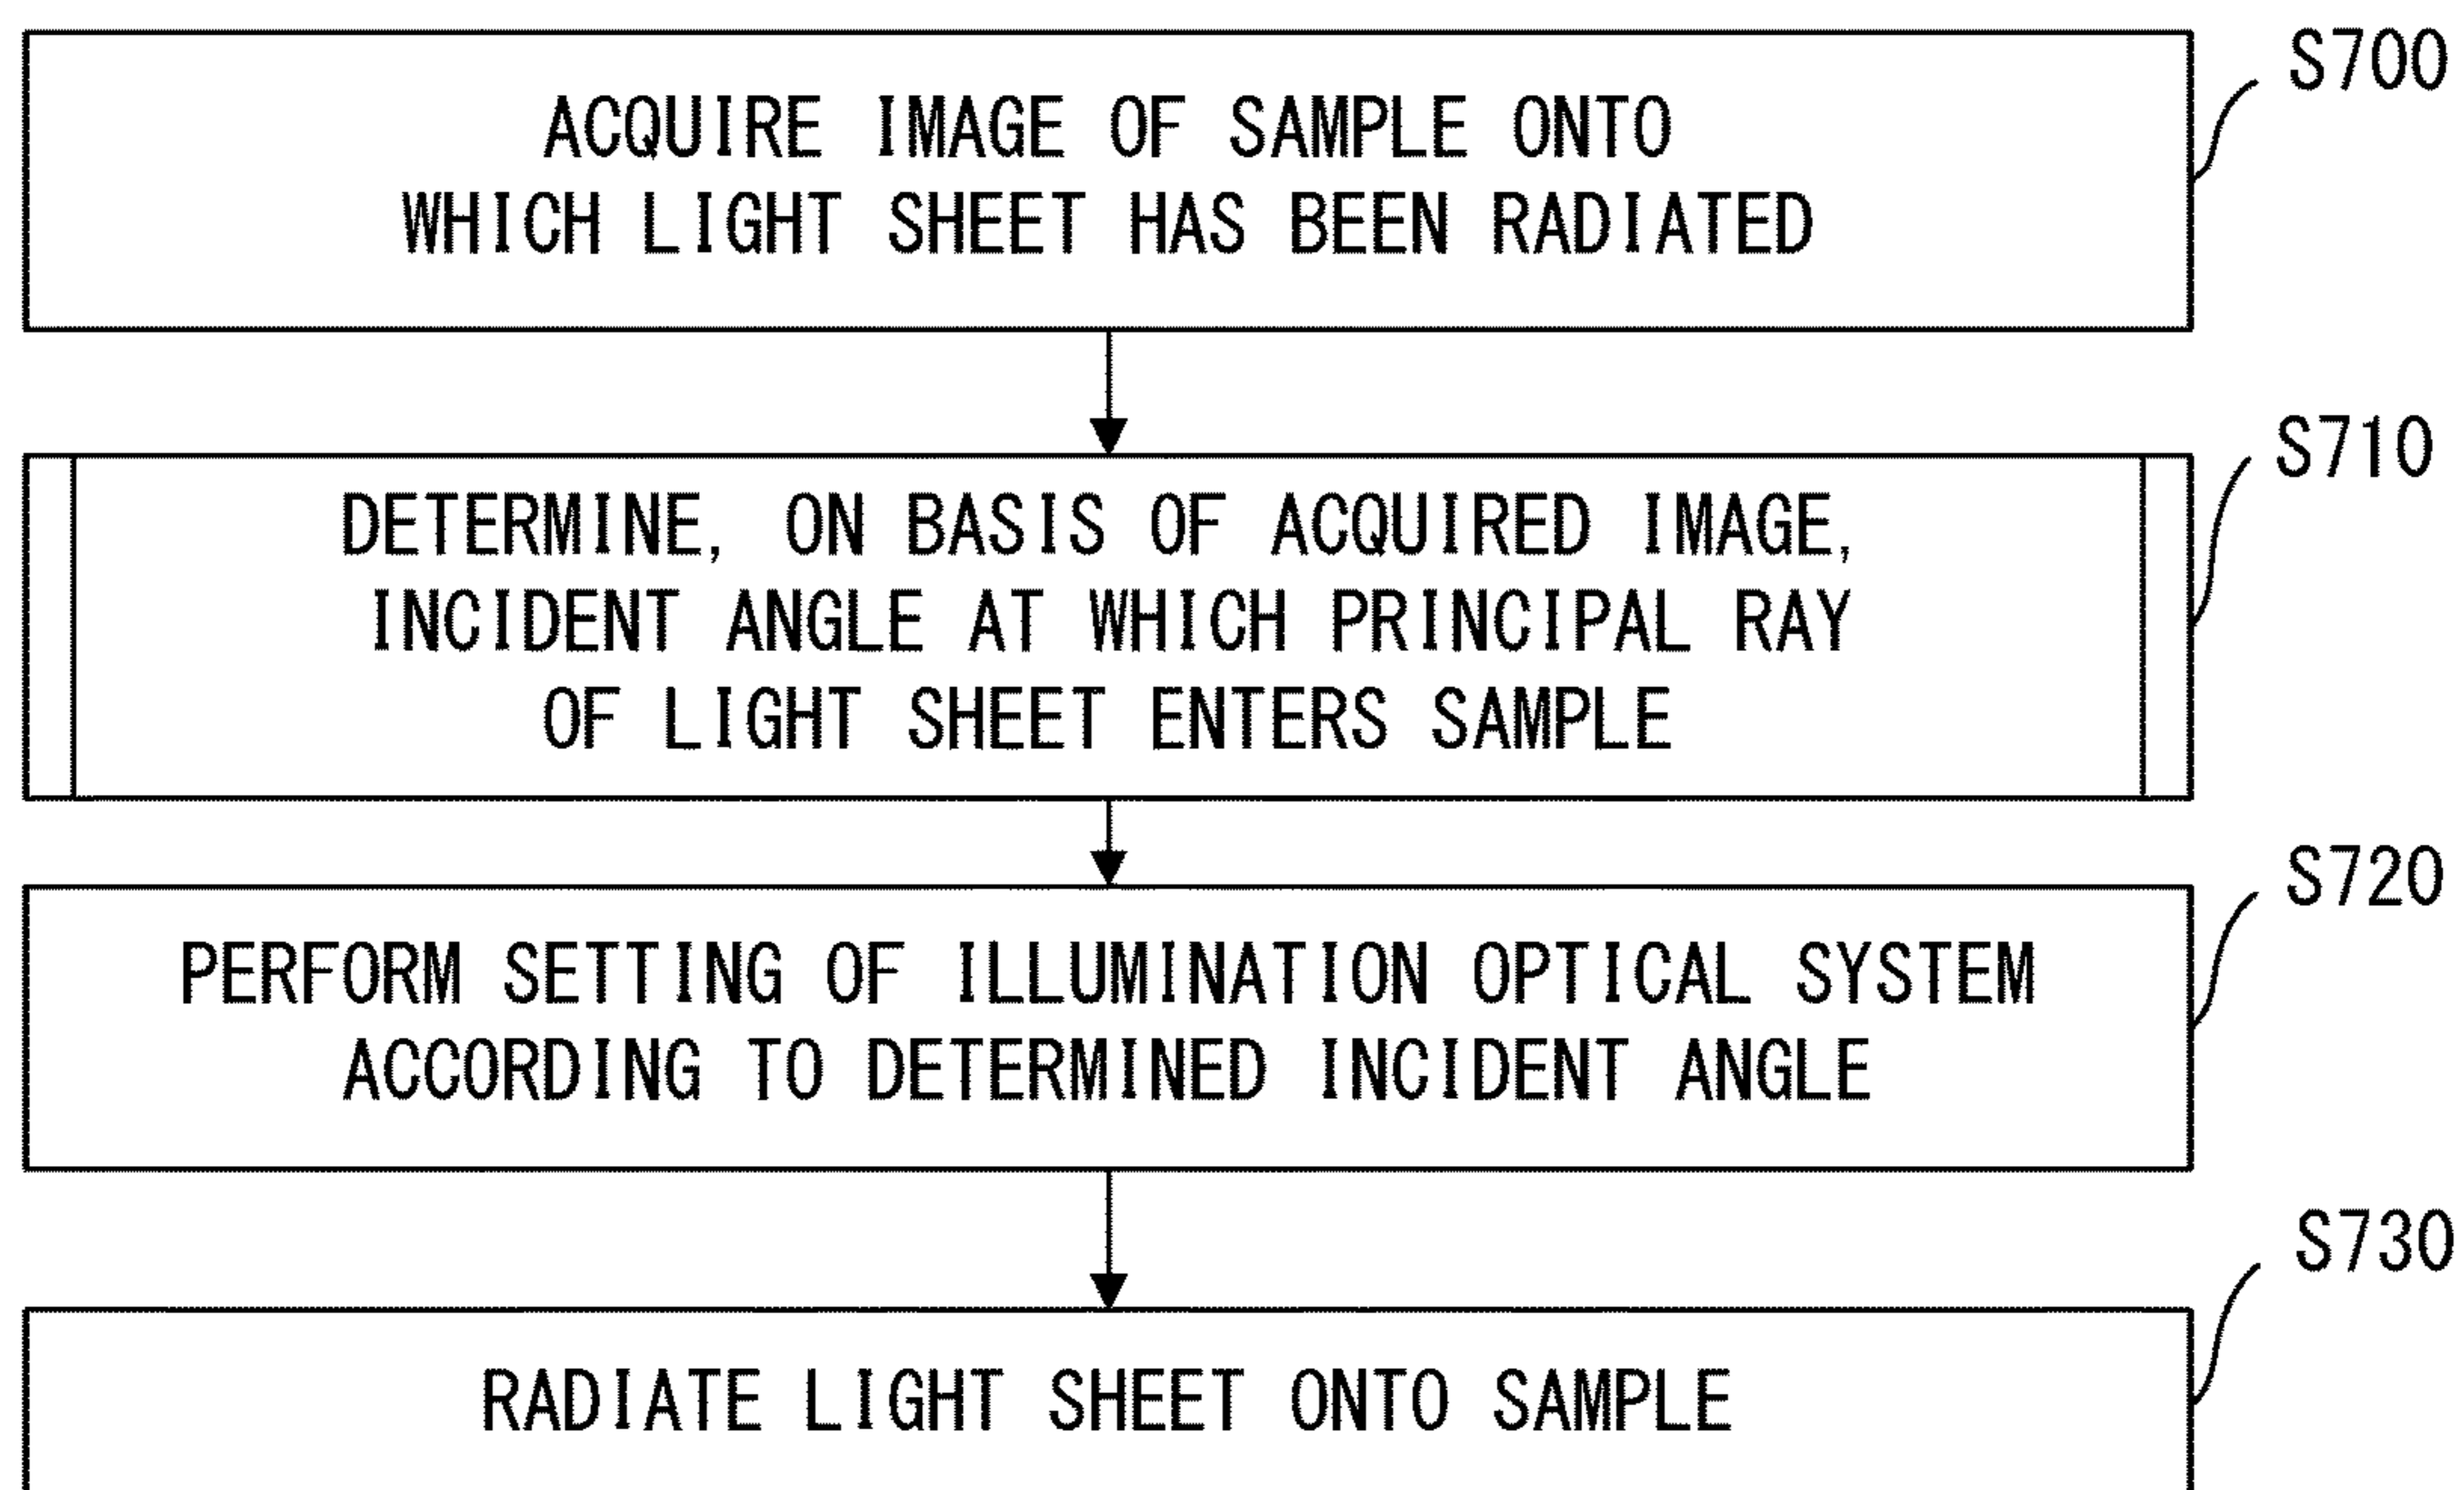 S700
ACQUIRE IMAGE OF SAMPLE ONTO
WHICH LIGHT SHEET HAS BEEN RADIATED
S710
DETERMINE, ON BASIS OF ACQUIRED IMAGE,
INCIDENT ANGLE AT WHICH PRINCIPAL RAY
OF LIGHT SHEET ENTERS SAMPLE
S720
PERFORM SETTING OF ILLUMINATION OPTICAL SYSTEM
ACCORDING TO DETERMINED INCIDENT ANGLE
S730
RADIATE LIGHT SHEET ONTO SAMPLE